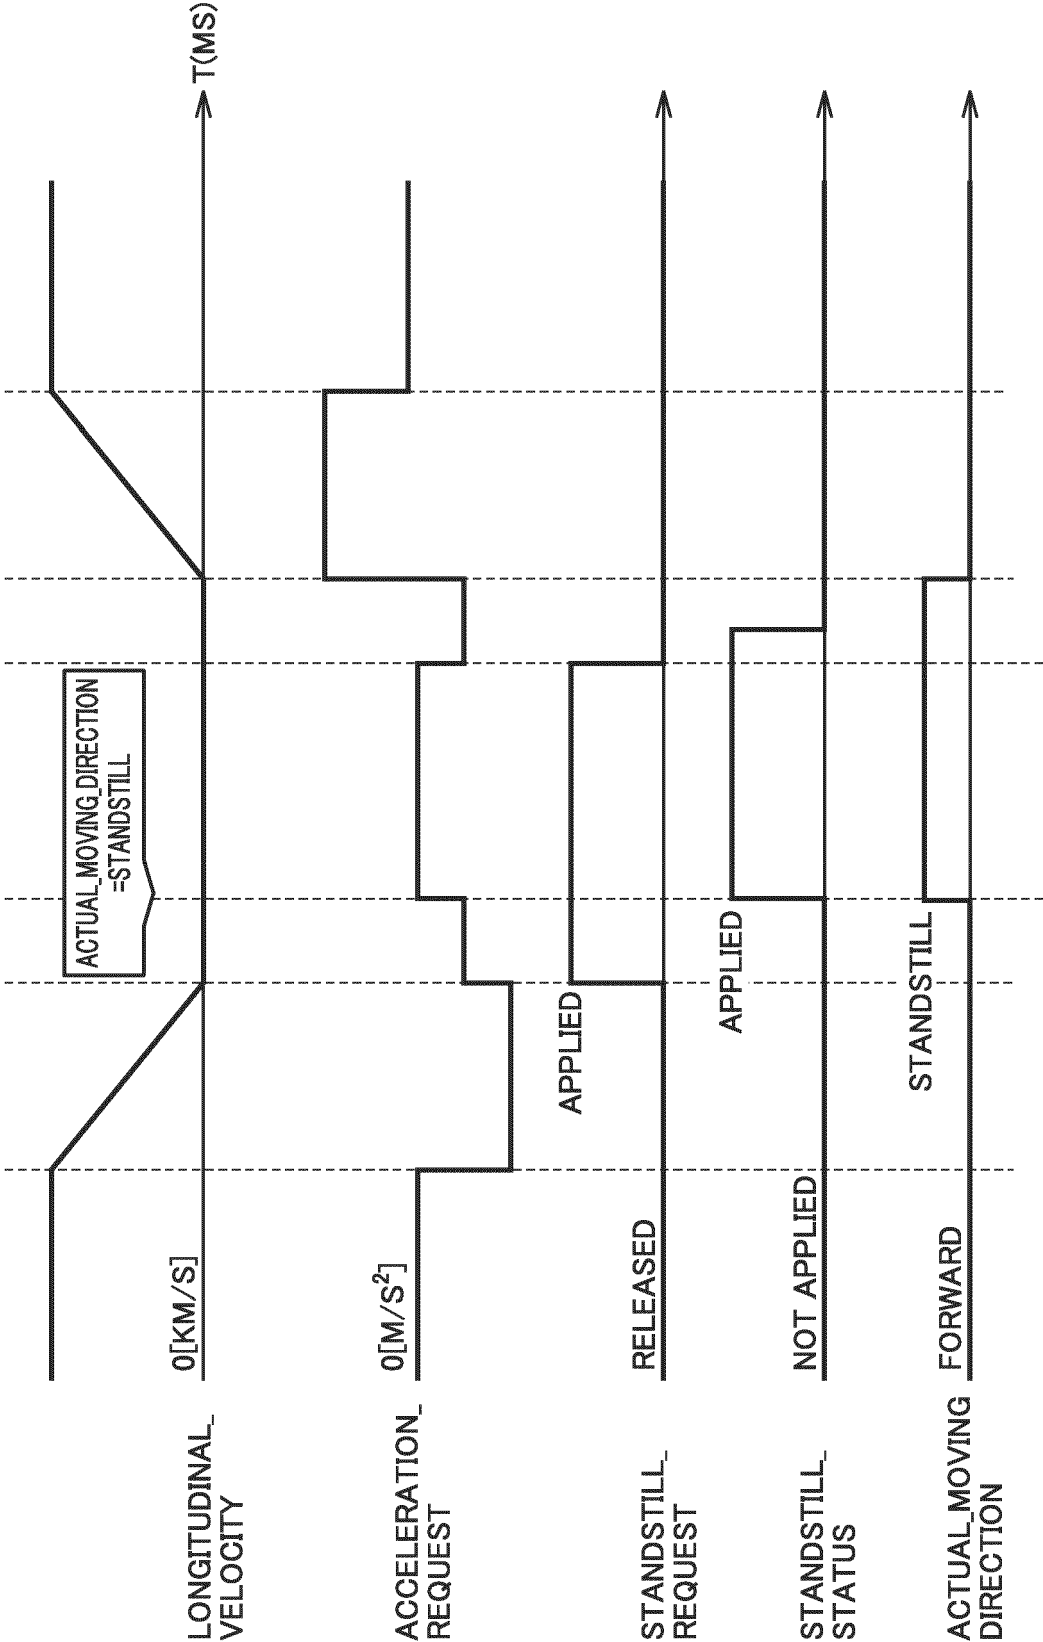 LONGITUDINAL_
VELOCITY
0[KM/S]
ACTUAL_MOVING_DIRECTION
=STANDSTILL
T(MS)
ACCELERATION_
REQUEST
0[M/S²]
STANDSTILL_
REQUEST
RELEASED
APPLIED
STANDSTILL_
STATUS
NOT APPLIED
APPLIED
ACTUAL_MOVING
DIRECTION
FORWARD
STANDSTILL